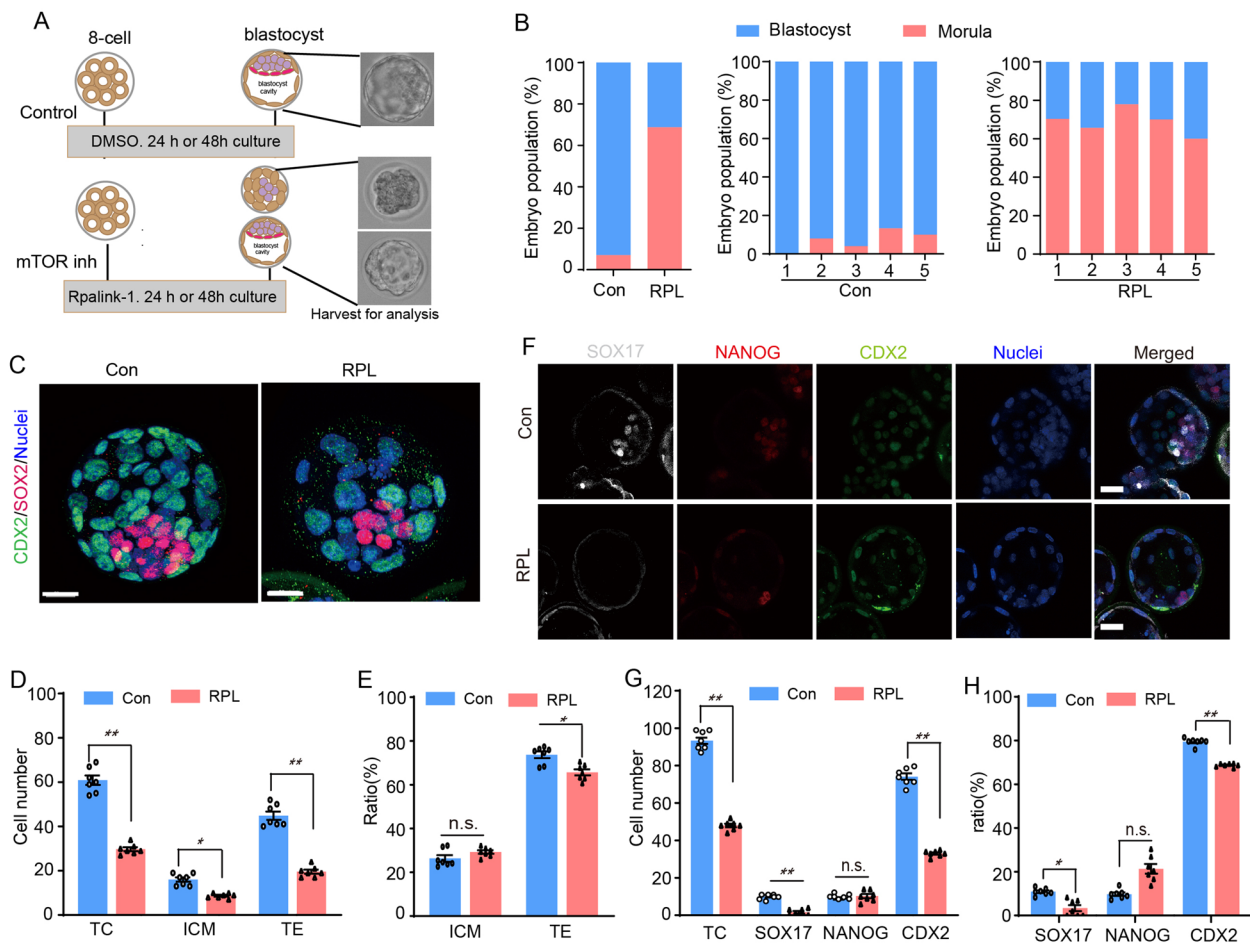 A
8-cell
blastocyst
blastocyst
cavity
Control
DMSO. 24 h or 48h culture
blastocyst
cavity
mTOR inh
Rpalink-1. 24 h or 48h culture
Harvest for analysis
B
Blastocyst
Morula
Embryo population (%)
100
80
60
40
20
0
Con
RPL
Embryo population (%)
100
80
60
40
20
0
1 2 3 4 5
Con
Embryo population (%)
100
80
60
40
20
0
1 2 3 4 5
RPL
C
Con
RPL
CDX2/SOX2/Nuclei
F
SOX17
NANOG
CDX2
Nuclei
Merged
Con
RPL
D
Con
RPL
Cell number
100
80
60
40
20
0
**
*
**
TC
ICM
TE
E
Con
RPL
Ratio(%)
100
80
60
40
20
0
n.s.
*
ICM
TE
G
Con
RPL
Cell number
120
100
80
60
40
20
0
**
**
n.s.
**
TC
SOX17
NANOG
CDX2
H
Con
RPL
ratio(%)
100
80
60
40
20
0
*
n.s.
**
SOX17
NANOG
CDX2